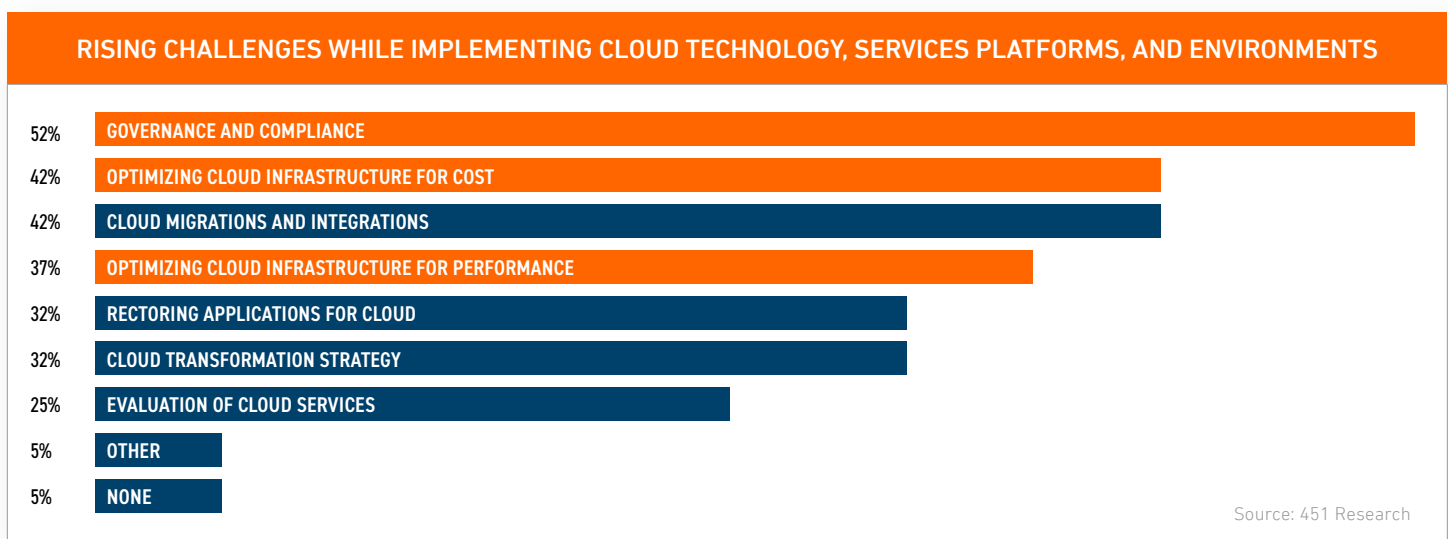 RISING CHALLENGES WHILE IMPLEMENTING CLOUD TECHNOLOGY, SERVICES PLATFORMS, AND ENVIRONMENTS
52% GOVERNANCE AND COMPLIANCE
42% OPTIMIZING CLOUD INFRASTRUCTURE FOR COST
42% CLOUD MIGRATIONS AND INTEGRATIONS
37% OPTIMIZING CLOUD INFRASTRUCTURE FOR PERFORMANCE
32% RECTORING APPLICATIONS FOR CLOUD
32% CLOUD TRANSFORMATION STRATEGY
25% EVALUATION OF CLOUD SERVICES
5% OTHER
5% NONE
Source: 451 Research